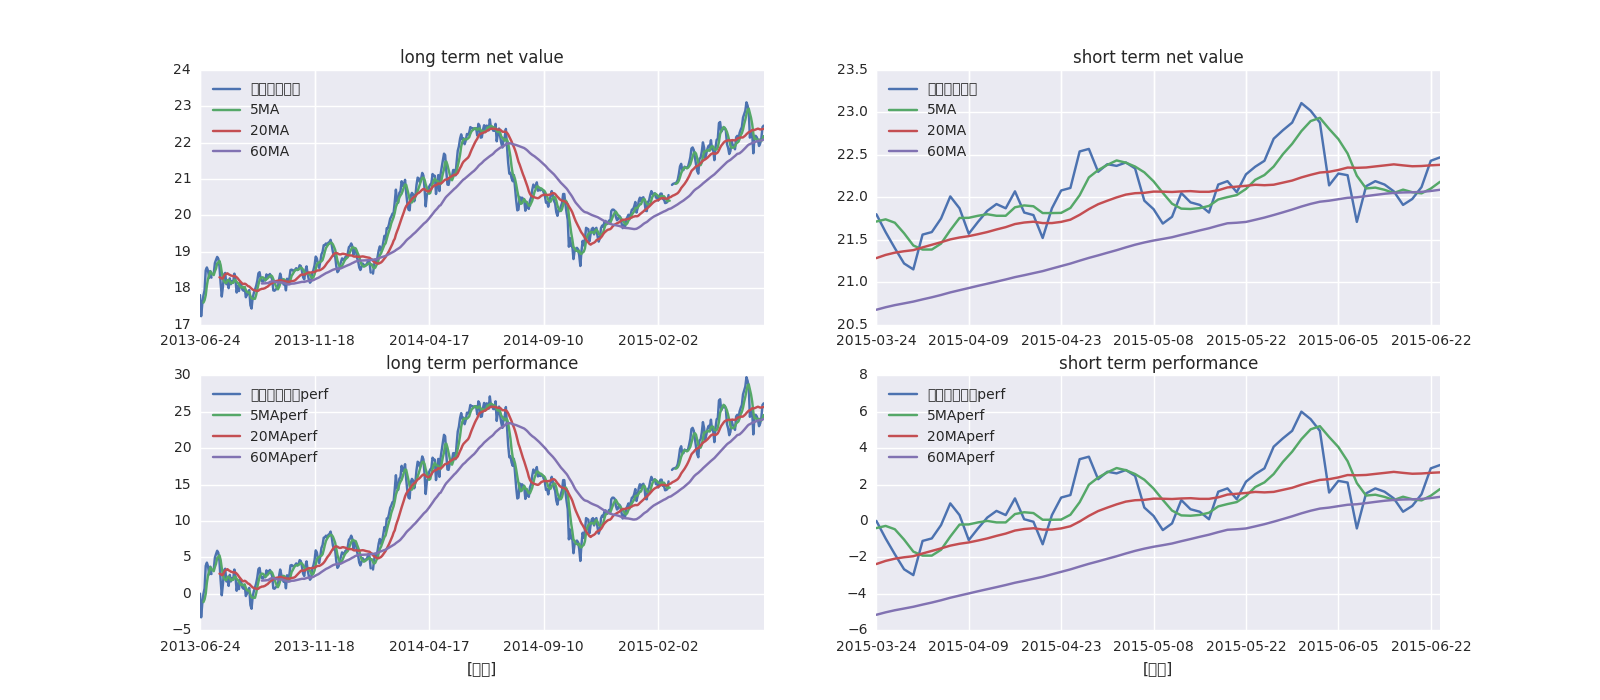 long term net value
24
23
22
21
20
19
18
17
5MA
20MA
60MA
2013-06-24 2013-11-18 2014-04-17 2014-09-10 2015-02-02
short term net value
23.5
23.0
22.5
22.0
21.5
21.0
20.5
5MA
20MA
60MA
2015-03-24 2015-04-09 2015-04-23 2015-05-08 2015-05-22 2015-06-05 2015-06-22
long term performance
30
25
20
15
10
5
0
−5
perf
5MAperf
20MAperf
60MAperf
2013-06-24 2013-11-18 2014-04-17 2014-09-10 2015-02-02
short term performance
8
6
4
2
0
−2
−4
−6
perf
5MAperf
20MAperf
60MAperf
2015-03-24 2015-04-09 2015-04-23 2015-05-08 2015-05-22 2015-06-05 2015-06-22